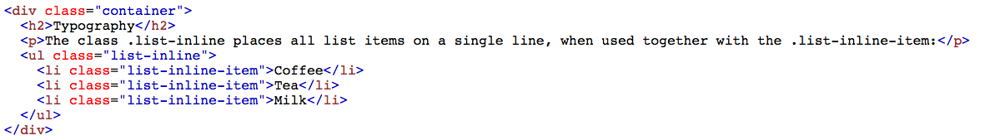 <div class="container">
  <h2>Typography</h2>
  <p>The class .list-inline places all list items on a single line, when used together with the .list-inline-item:</p>
  <ul class="list-inline">
    <li class="list-inline-item">Coffee</li>
    <li class="list-inline-item">Tea</li>
    <li class="list-inline-item">Milk</li>
  </ul>
</div>